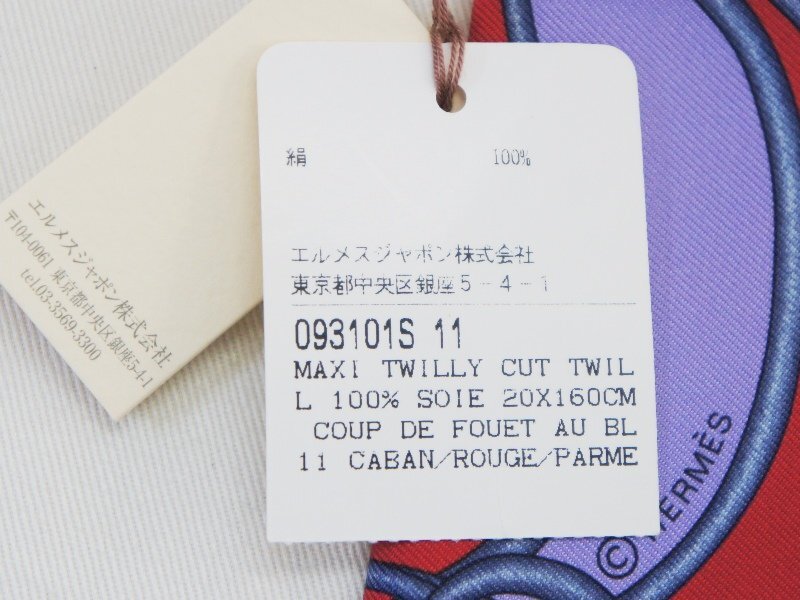 絹 100%
エルメスジャポン株式会社
東京都中央区銀座5-4-1
093101S 11
MAXI TWILLY CUT TWIL
L 100% SOIE 20X160CM
COUP DE FOUET AU BL
11 CABAN/ROUGE/PARME
エルメスジャポン株式会社
〒104-0061 東京都中央区銀座5-4-1
tel.03-3569-3300
©HERMÈS